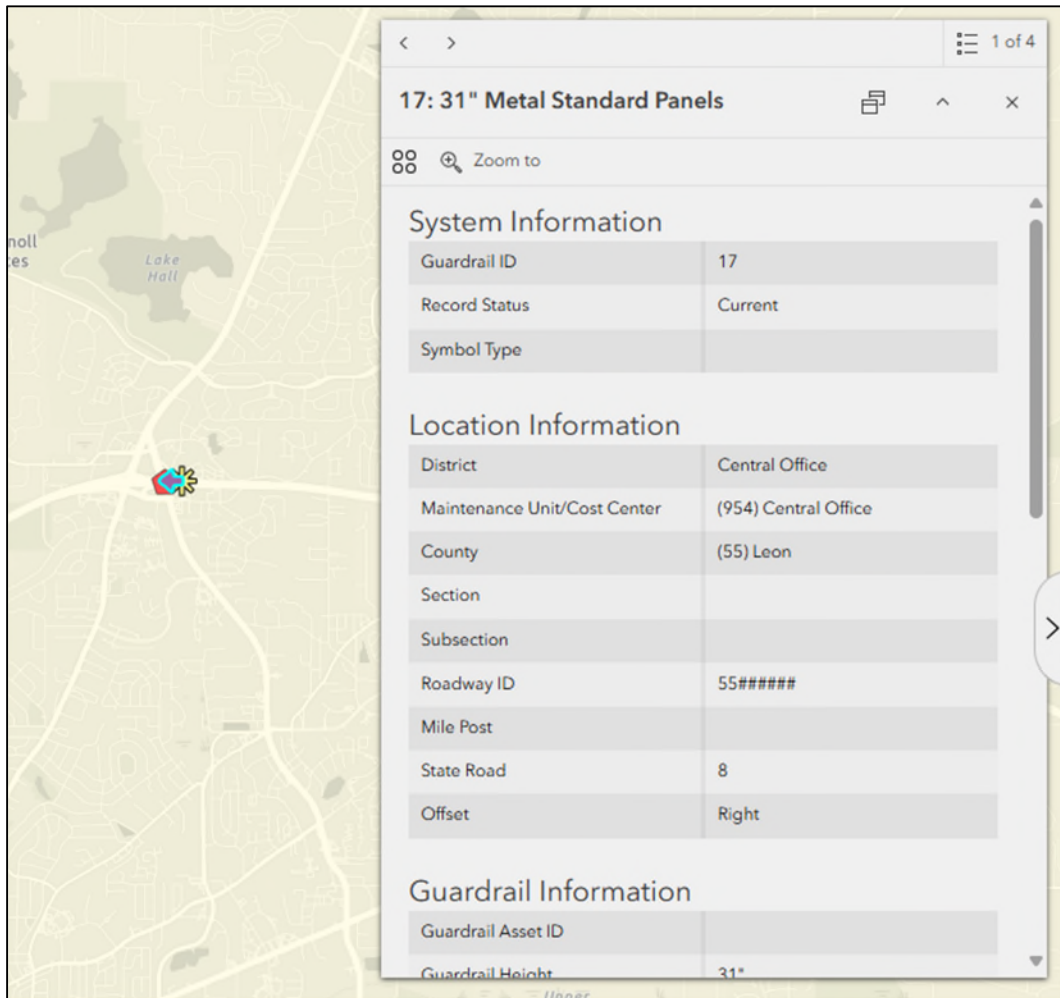 1 of 4
17: 31" Metal Standard Panels
Zoom to
System Information
Guardrail ID 17
Record Status Current
Symbol Type
Location Information
District Central Office
Maintenance Unit/Cost Center (954) Central Office
County (55) Leon
Section
Subsection
Roadway ID 55######
Mile Post
State Road 8
Offset Right
Guardrail Information
Guardrail Asset ID
Guardrail Height 31"
noll
Lake
Hall
Upper